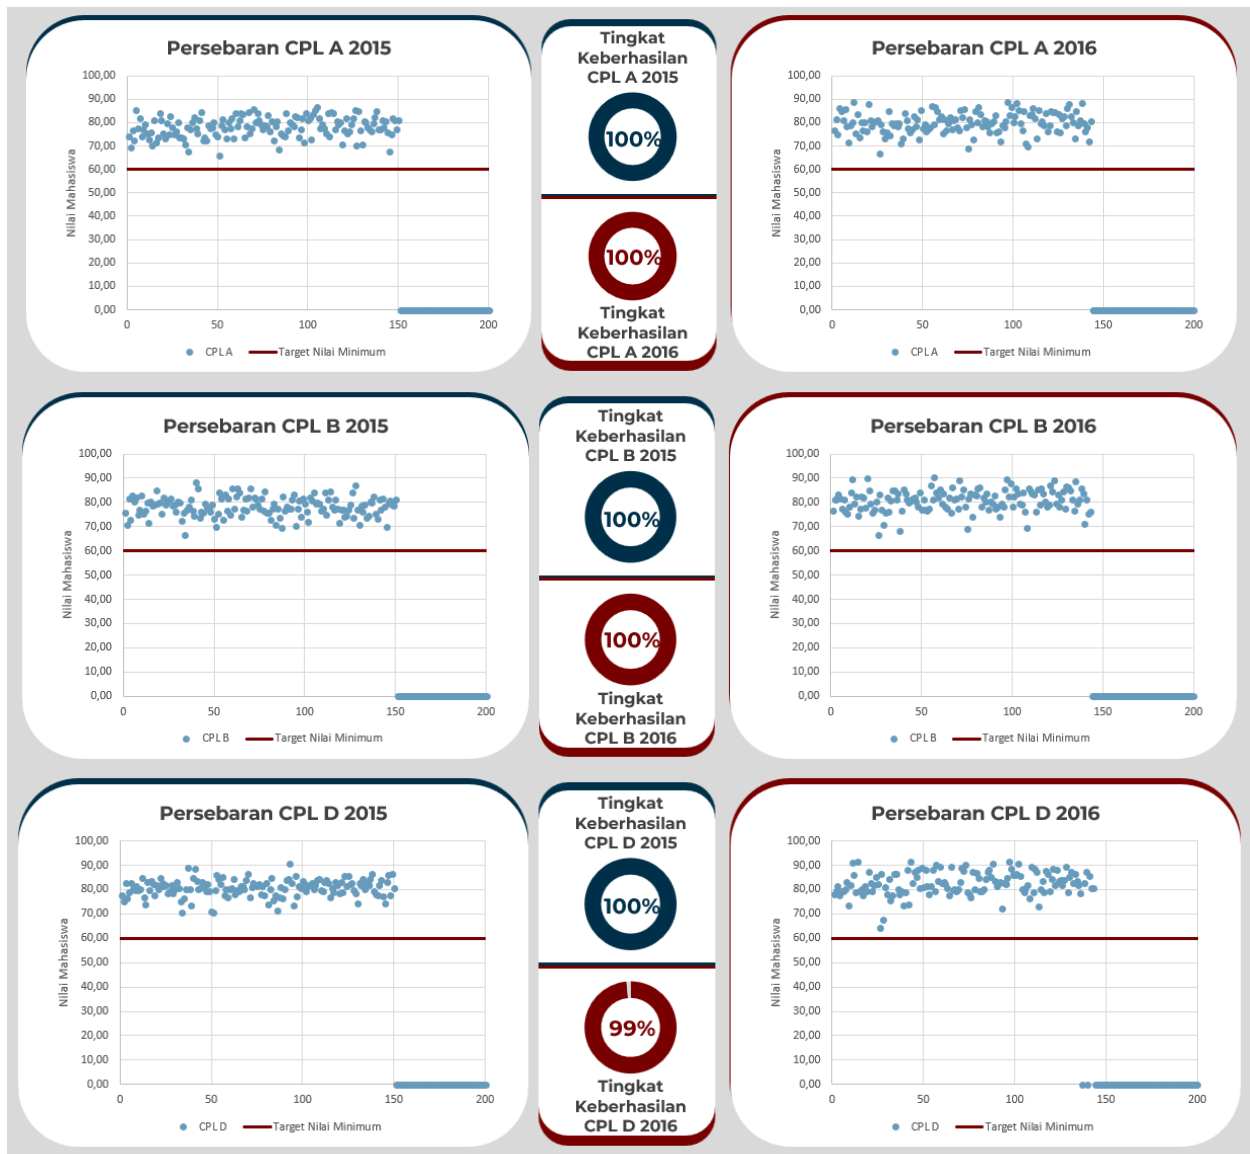 Persebaran CPL A 2015
100,00
90,00
80,00
70,00
60,00
50,00
40,00
30,00
20,00
10,00
0,00
Nilai Mahasiswa
0 50 100 150 200
CPL A Target Nilai Minimum
Tingkat
Keberhasilan
CPL A 2015
100%
100%
Tingkat
Keberhasilan
CPL A 2016
Persebaran CPL A 2016
100,00
90,00
80,00
70,00
60,00
50,00
40,00
30,00
20,00
10,00
0,00
Nilai Mahasiswa
0 50 100 150 200
CPL A Target Nilai Minimum
Persebaran CPL B 2015
100,00
90,00
80,00
70,00
60,00
50,00
40,00
30,00
20,00
10,00
0,00
Nilai Mahasiswa
0 50 100 150 200
CPL B Target Nilai Minimum
Tingkat
Keberhasilan
CPL B 2015
100%
100%
Tingkat
Keberhasilan
CPL B 2016
Persebaran CPL B 2016
100,00
90,00
80,00
70,00
60,00
50,00
40,00
30,00
20,00
10,00
0,00
Nilai Mahasiswa
0 50 100 150 200
CPL B Target Nilai Minimum
Persebaran CPL D 2015
100,00
90,00
80,00
70,00
60,00
50,00
40,00
30,00
20,00
10,00
0,00
Nilai Mahasiswa
0 50 100 150 200
CPL D Target Nilai Minimum
Tingkat
Keberhasilan
CPL D 2015
100%
99%
Tingkat
Keberhasilan
CPL D 2016
Persebaran CPL D 2016
100,00
90,00
80,00
70,00
60,00
50,00
40,00
30,00
20,00
10,00
0,00
Nilai Mahasiswa
0 50 100 150 200
CPL D Target Nilai Minimum